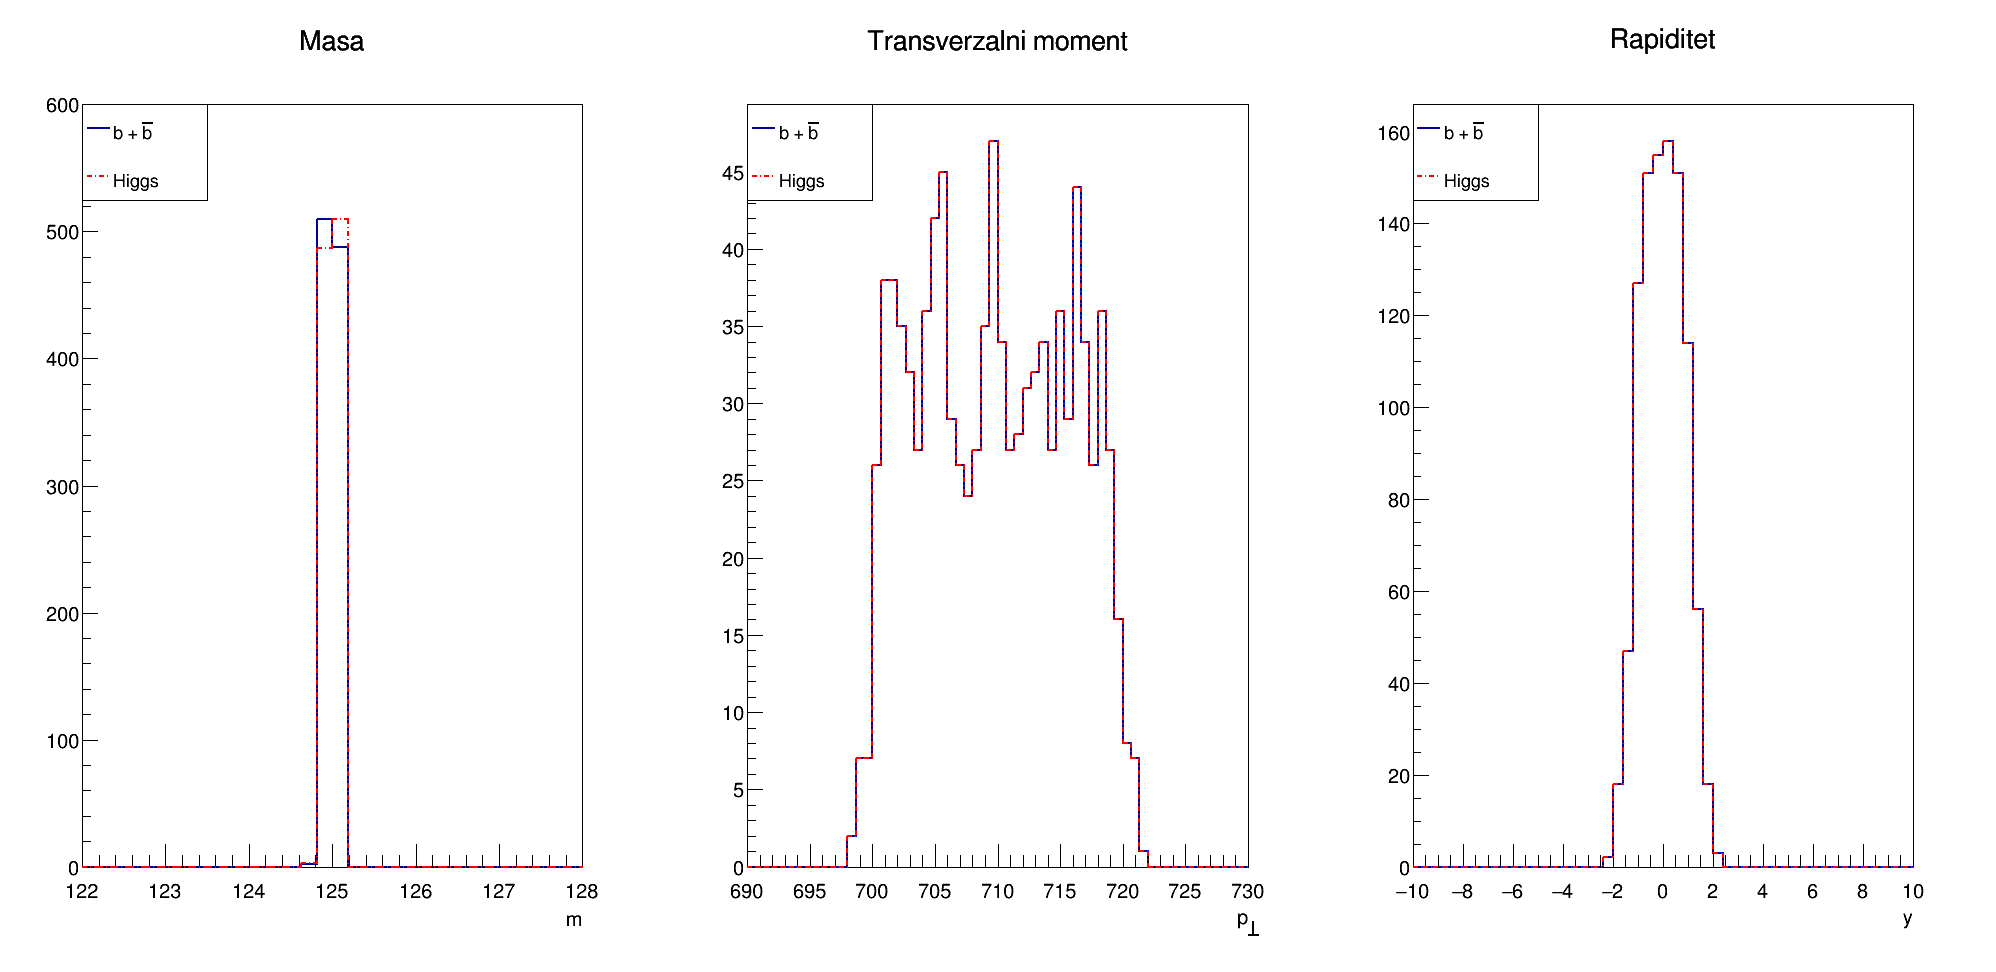 Masa
600
500
400
300
200
100
0
b + b̅
Higgs
122 123 124 125 126 127 128
m
Transverzalni moment
45
40
35
30
25
20
15
10
5
0
b + b̅
Higgs
690 695 700 705 710 715 720 725 730
p⊥
Rapiditet
160
140
120
100
80
60
40
20
0
b + b̅
Higgs
−10 −8 −6 −4 −2 0 2 4 6 8 10
y